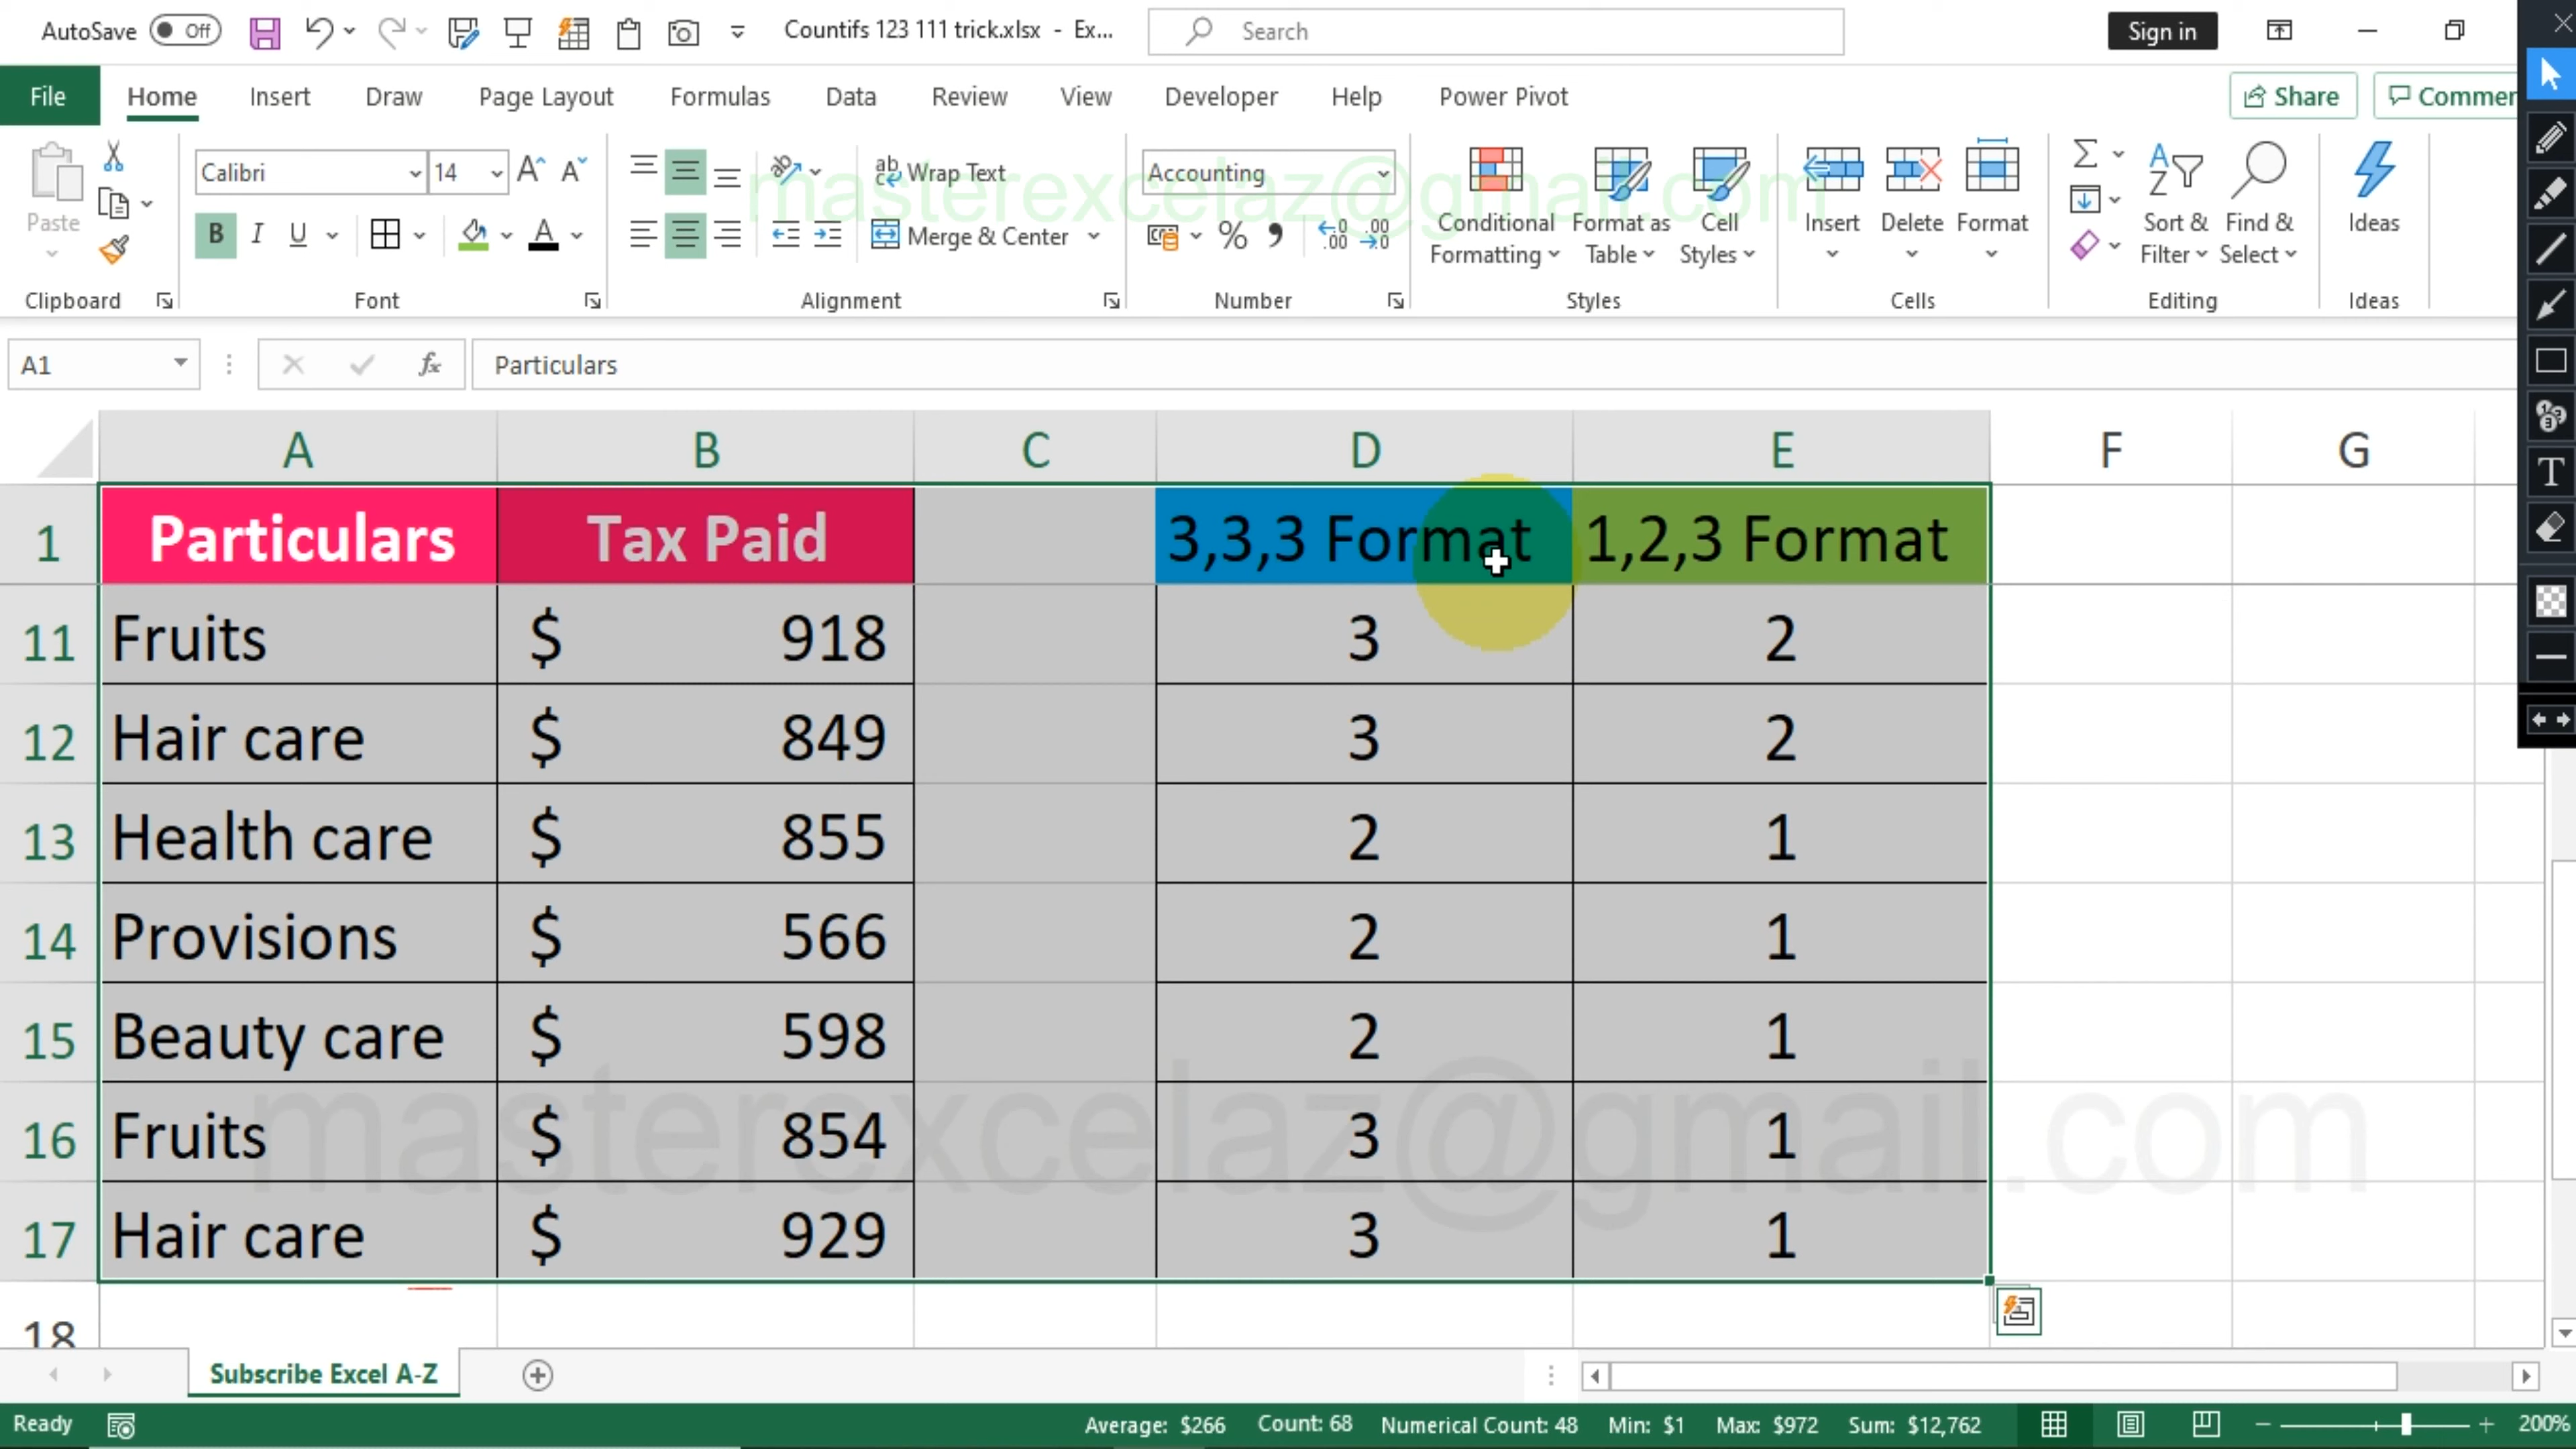 AutoSave Off Countifs 123 111 trick.xlsx - Ex... Search Sign in
File Home Insert Draw Page Layout Formulas Data Review View Developer Help Power Pivot Share Commen
Paste Calibri 14 A A Wrap Text Accounting Conditional Formatting Format as Table Cell Styles Insert Delete Format Sort & Filter Find & Select Ideas
B I U A Merge & Center % .00 .00
masterexcelaz@gmail.com
Clipboard Font Alignment Number Styles Cells Editing Ideas
A1 fx Particulars
A B C D E F G
1 Particulars Tax Paid 3,3,3 Format 1,2,3 Format
11 Fruits $ 918 3 2
12 Hair care $ 849 3 2
13 Health care $ 855 2 1
14 Provisions $ 566 2 1
15 Beauty care $ 598 2 1
16 Fruits $ 854 3 1
masterexcelaz@gmail.com
17 Hair care $ 929 3 1
18
Subscribe Excel A-Z
Ready Average: $266 Count: 68 Numerical Count: 48 Min: $1 Max: $972 Sum: $12,762 200%